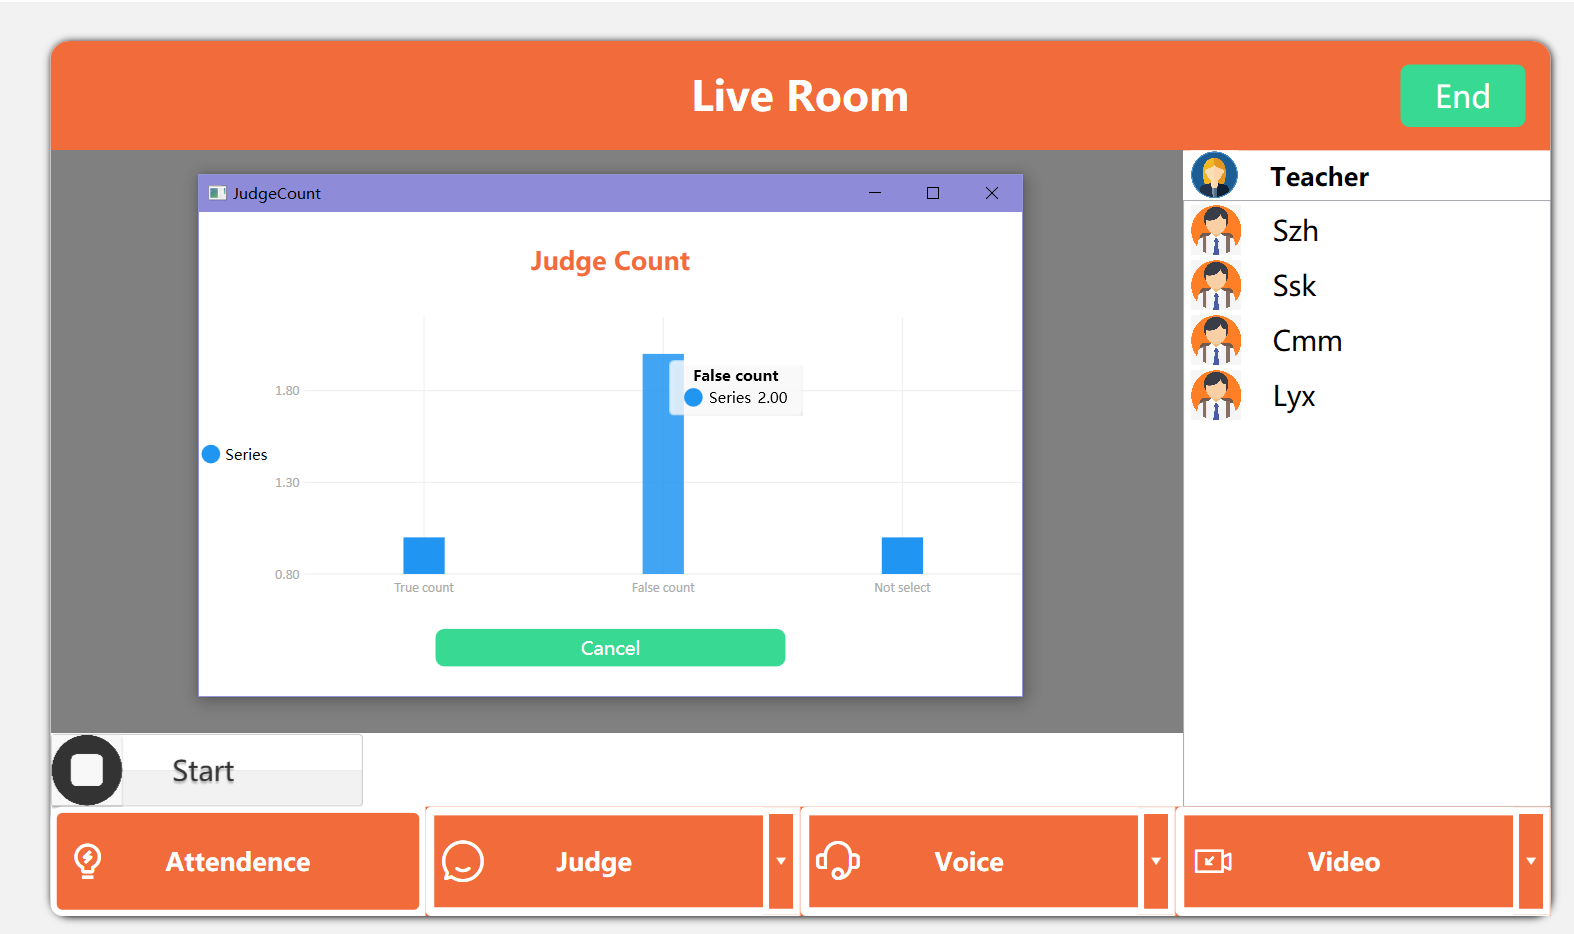 Live Room
End
JudgeCount
Judge Count
False count
Series 2.00
1.80
Series
1.30
0.80
True count
False count
Not select
Cancel
Teacher
Szh
Ssk
Cmm
Lyx
Start
Attendence
Judge
Voice
Video